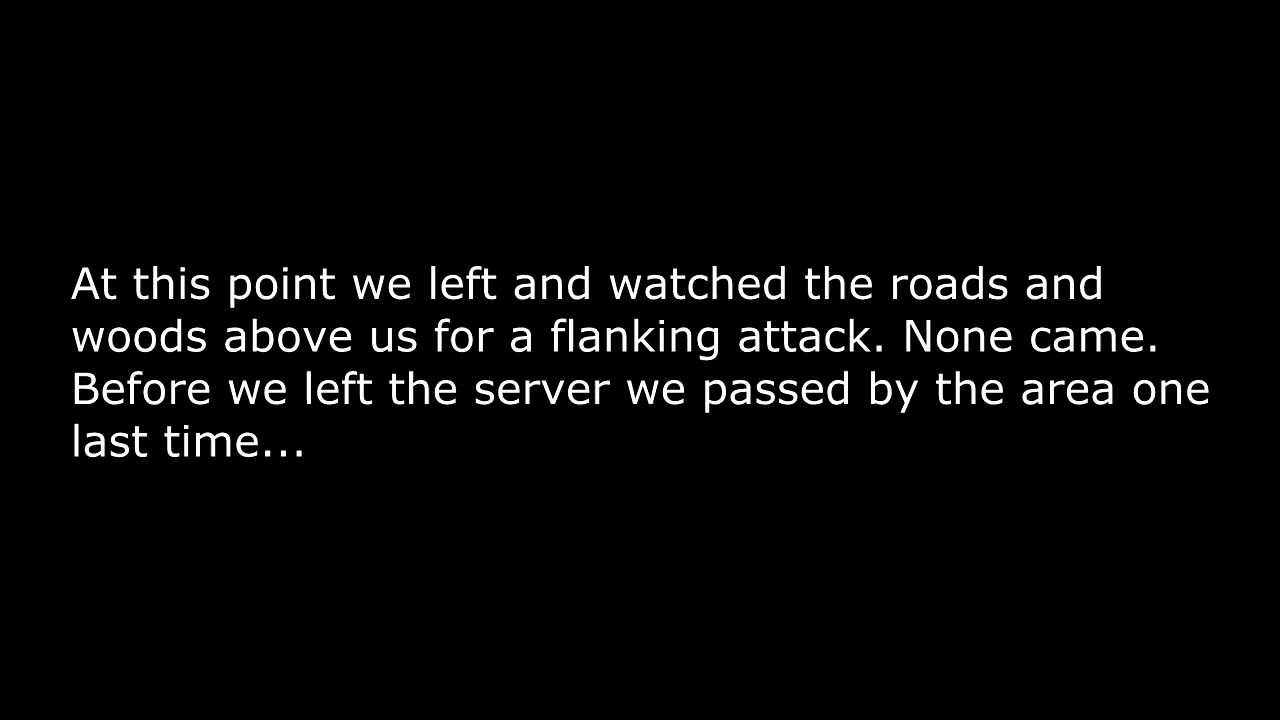 At this point we left and watched the roads and
woods above us for a flanking attack. None came.
Before we left the server we passed by the area one
last time...